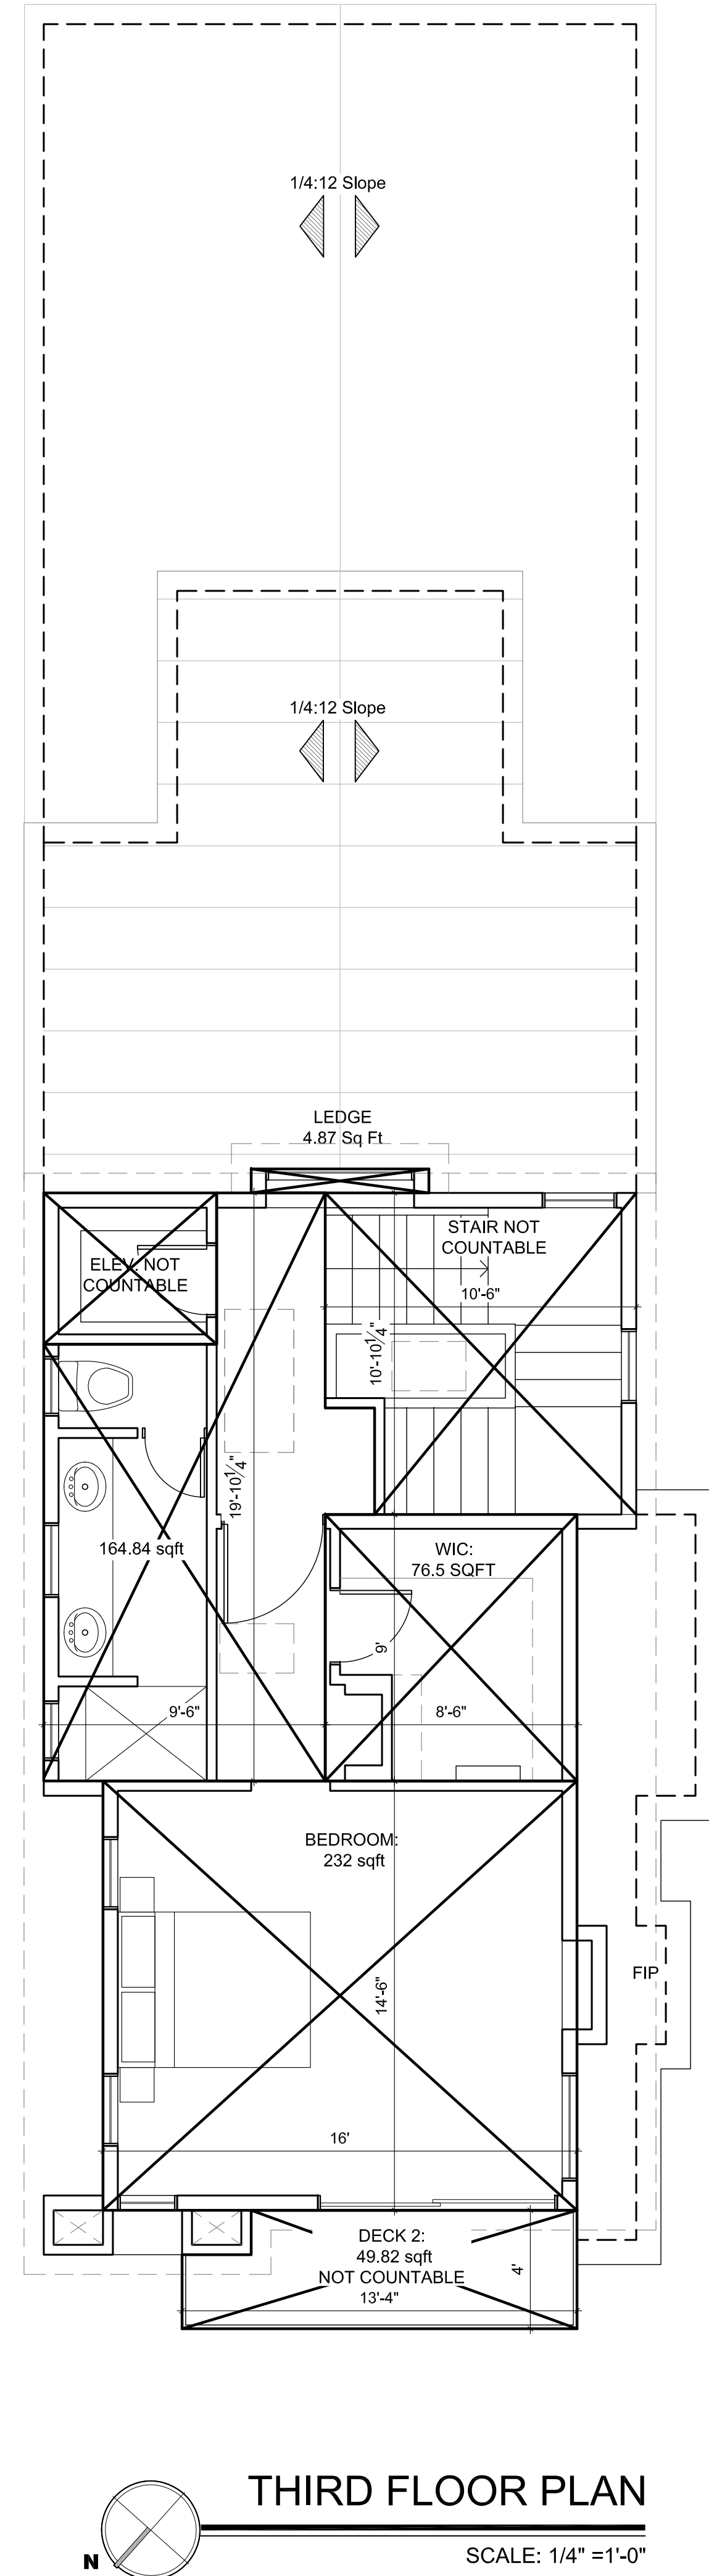 1/4:12 Slope
1/4:12 Slope
LEDGE
4.87 Sq Ft
STAIR NOT
COUNTABLE
ELEV. NOT
COUNTABLE
10'-6"
10'-10 1/4"
19'-10 1/4"
164.84 sqft
WIC:
76.5 SQFT
9'
9'-6"
8'-6"
BEDROOM:
232 sqft
FIP
14'-6"
16'
DECK 2:
49.82 sqft
NOT COUNTABLE
13'-4"
4'
THIRD FLOOR PLAN
N
SCALE: 1/4" =1'-0"